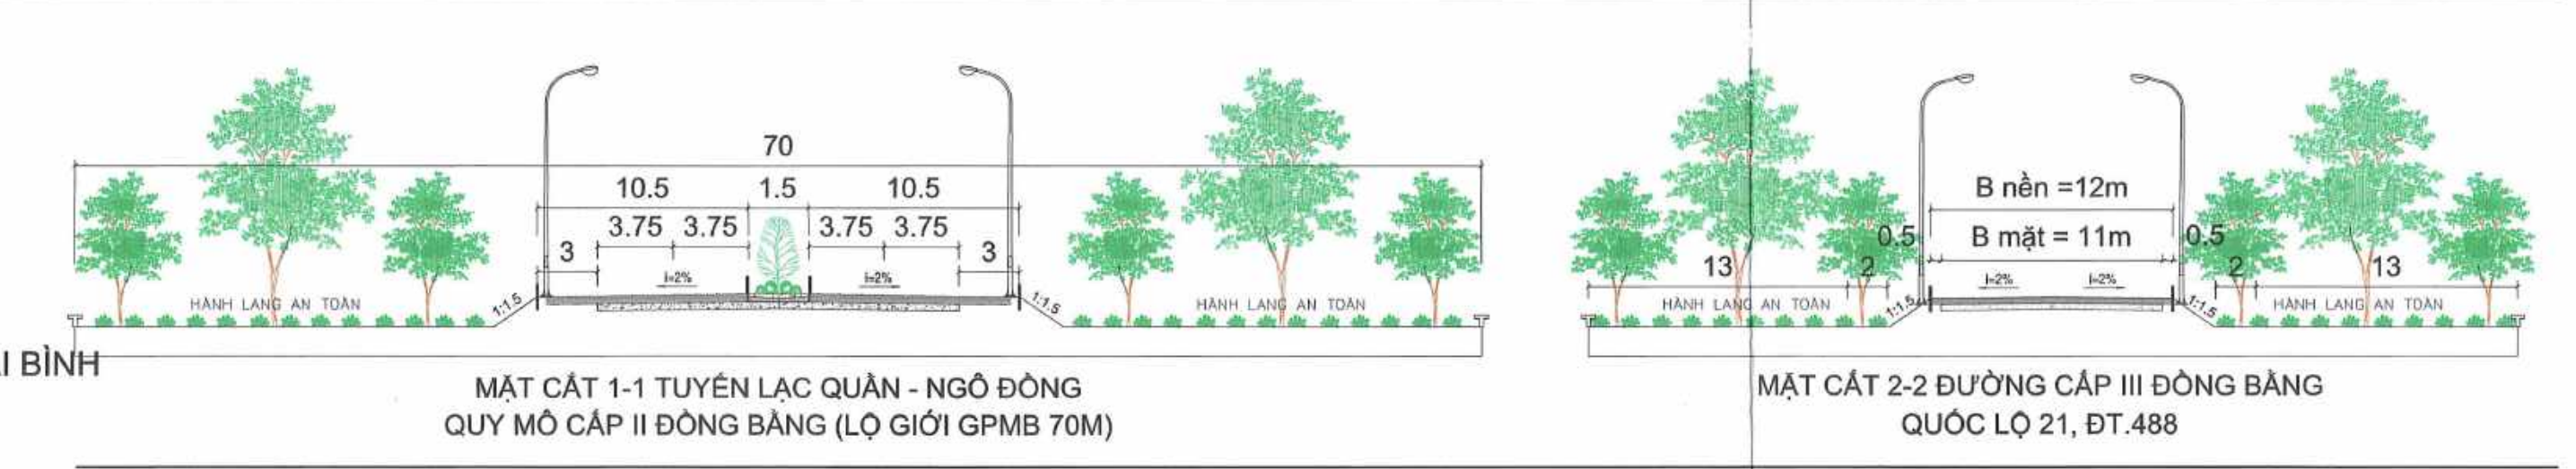 70
10.5 1.5 10.5
3.75 3.75 3.75 3.75
3 3
i=2% i=2%
1:1.5 1:1.5
HÀNH LANG AN TOÀN HÀNH LANG AN TOÀN
I BÌNH
MẶT CẮT 1-1 TUYẾN LẠC QUẦN - NGÔ ĐỒNG
QUY MÔ CẤP II ĐỒNG BẰNG (LỘ GIỚI GPMB 70M)
B nền =12m
0.5 B mặt = 11m 0.5
13 2 2 13
i=2% i=2%
HÀNH LANG AN TOÀN 1:1.5 1:1.5 HÀNH LANG AN TOÀN
MẶT CẮT 2-2 ĐƯỜNG CẤP III ĐỒNG BẰNG
QUỐC LỘ 21, ĐT.488